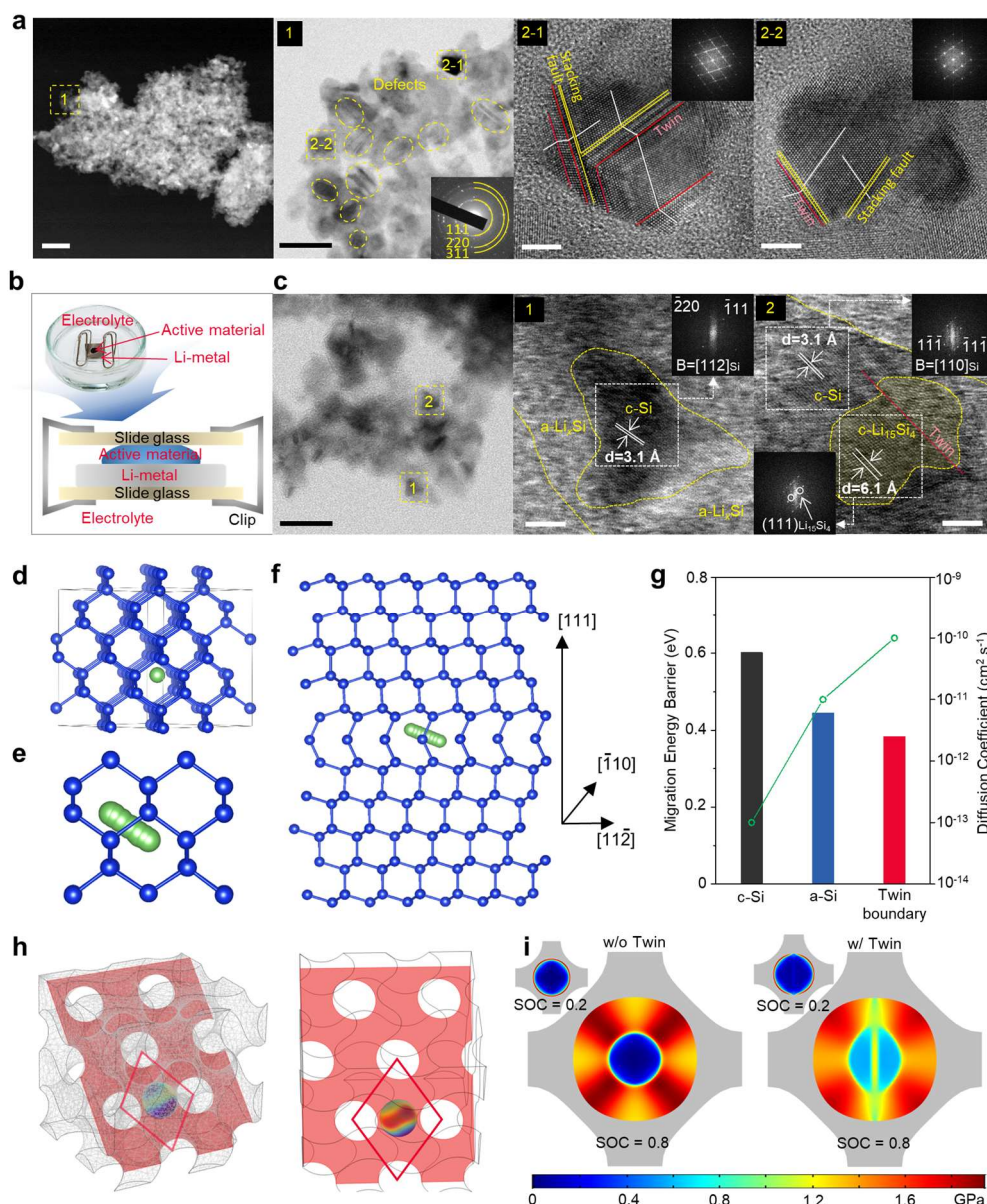 a
1
1
Defects
2-1
2-2
111
220
311
2-1
Stacking
fault
Twin
2-2
Twin
Stacking fault
b
Electrolyte
Active material
Li-metal
Slide glass
Active material
Li-metal
Slide glass
Electrolyte
Clip
c
2
1
1
2̄20
1̄11
B=[112]Si
c-Si
a-LiₓSi
d=3.1 Å
a-LiₓSi
2
d=3.1 Å
c-Si
11̄1̄
1̄11̄
B=[110]Si
c-Li₁₅Si₄
Twin
d=6.1 Å
(111)Li₁₅Si₄
d
e
f
[111]
[1̄10]
[112̄]
g
Migration Energy Barrier (eV)
0.8
0.6
0.4
0.2
0
c-Si
a-Si
Twin
boundary
10⁻⁹
10⁻¹⁰
10⁻¹¹
10⁻¹²
10⁻¹³
10⁻¹⁴
Diffusion Coefficient (cm² s⁻¹)
h
i
w/o Twin
SOC = 0.2
SOC = 0.8
w/ Twin
SOC = 0.2
SOC = 0.8
0
0.4
0.8
1.2
1.6
GPa